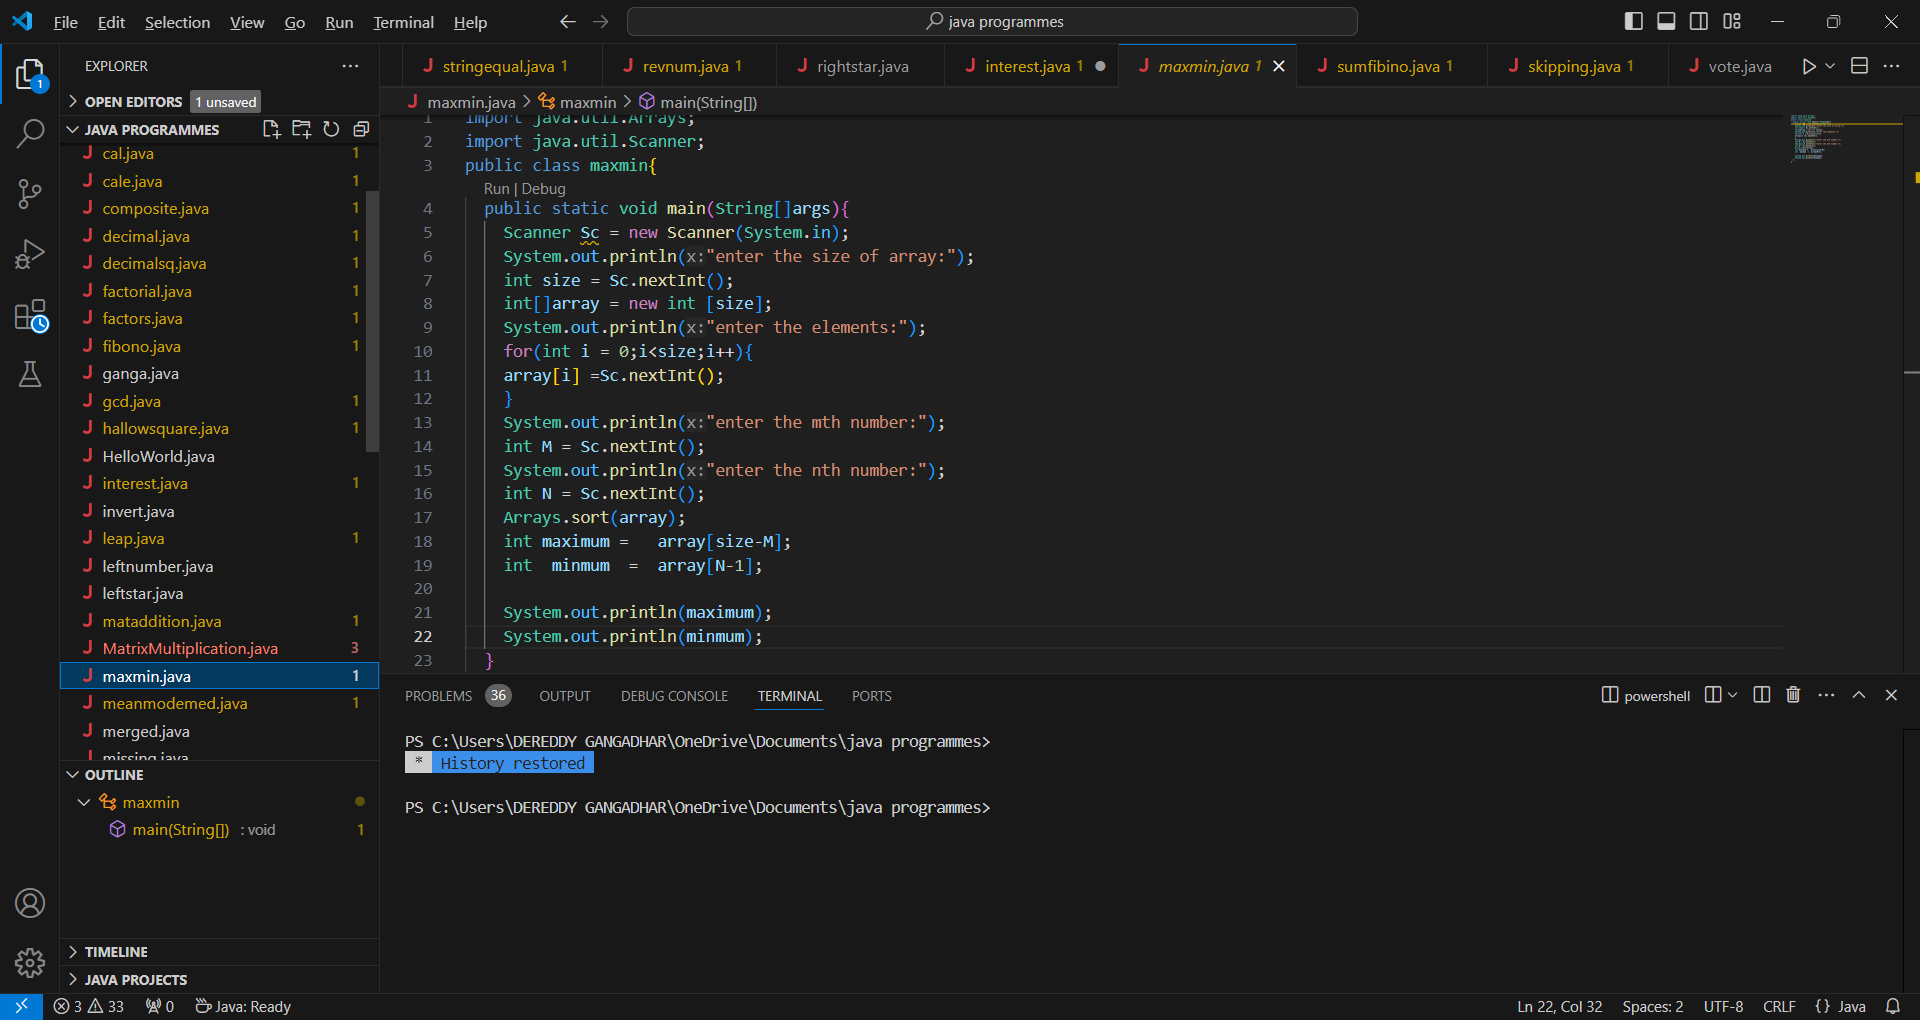 File Edit Selection View Go Run Terminal Help
java programmes
EXPLORER
stringequal.java 1
revnum.java 1
rightstar.java
interest.java 1
maxmin.java 1
sumfibino.java 1
skipping.java 1
vote.java
OPEN EDITORS 1 unsaved
maxmin.java > maxmin > main(String[])
JAVA PROGRAMMES
cal.java 1
cale.java 1
composite.java 1
decimal.java 1
decimalsq.java 1
factorial.java 1
factors.java 1
fibono.java 1
ganga.java
gcd.java 1
hallowsquare.java 1
HelloWorld.java
interest.java 1
invert.java
leap.java 1
leftnumber.java
leftstar.java
mataddition.java 1
MatrixMultiplication.java 3
maxmin.java 1
meanmodemed.java 1
merged.java
missing.java
OUTLINE
maxmin
main(String[]) : void 1
TIMELINE
JAVA PROJECTS
1 import java.util.Arrays;
2 import java.util.Scanner;
3 public class maxmin{
Run | Debug
4 public static void main(String[]args){
5 Scanner Sc = new Scanner(System.in);
6 System.out.println(x:"enter the size of array:");
7 int size = Sc.nextInt();
8 int[]array = new int [size];
9 System.out.println(x:"enter the elements:");
10 for(int i = 0;i<size;i++){
11 array[i] =Sc.nextInt();
12 }
13 System.out.println(x:"enter the mth number:");
14 int M = Sc.nextInt();
15 System.out.println(x:"enter the nth number:");
16 int N = Sc.nextInt();
17 Arrays.sort(array);
18 int maximum =   array[size-M];
19 int  minmum  =  array[N-1];
20
21 System.out.println(maximum);
22 System.out.println(minmum);
23 }
PROBLEMS 36 OUTPUT DEBUG CONSOLE TERMINAL PORTS
powershell
PS C:\Users\DEREDDY GANGADHAR\OneDrive\Documents\java programmes>
* History restored
PS C:\Users\DEREDDY GANGADHAR\OneDrive\Documents\java programmes>
1
3 33 0 Java: Ready
Ln 22, Col 32 Spaces: 2 UTF-8 CRLF {} Java